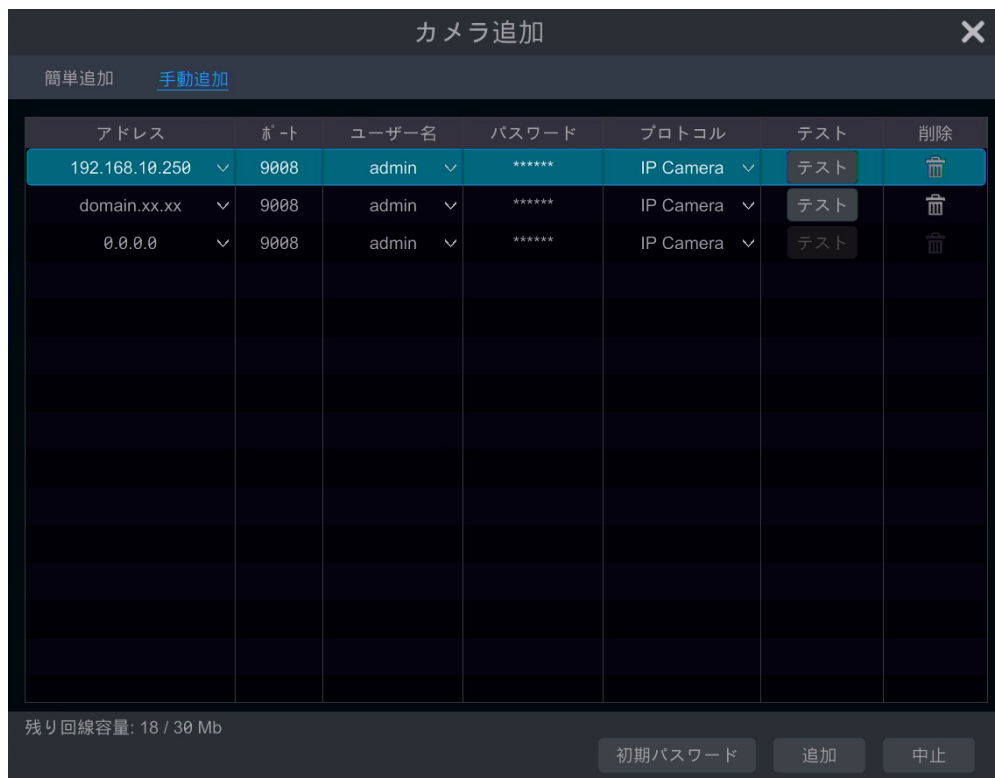 カメラ追加
簡単追加 手動追加
アドレス ﾎﾟｰﾄ ユーザー名 パスワード プロトコル テスト 削除
192.168.10.250 9008 admin ****** IP Camera テスト
domain.xx.xx 9008 admin ****** IP Camera テスト
0.0.0.0 9008 admin ****** IP Camera テスト
残り回線容量: 18 / 30 Mb
初期パスワード 追加 中止